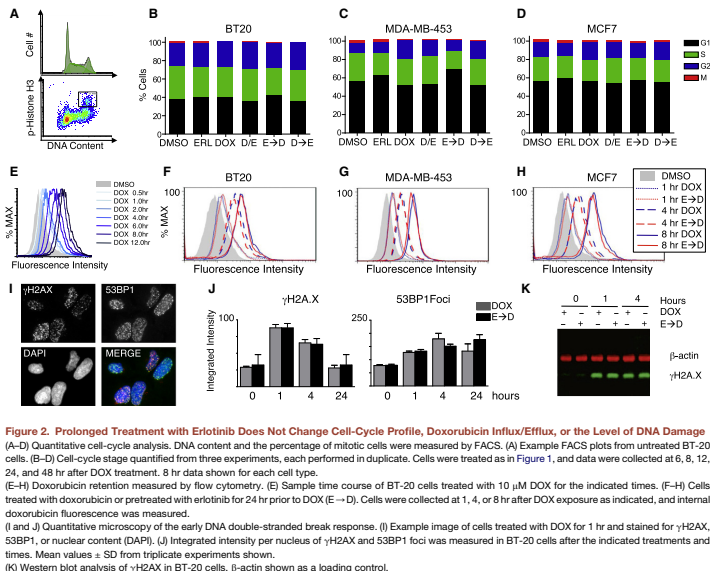 A
B
BT20
C
MDA-MB-453
D
MCF7
Cell #
p-Histone H3
DNA Content
% Cells
100
80
60
40
20
0
DMSO ERL DOX D/E E→D D→E
100
80
60
40
20
0
DMSO ERL DOX D/E E→D D→E
100
80
60
40
20
0
DMSO ERL DOX D/E E→D D→E
G1
S
G2
M
E
% MAX
Fluorescence Intensity
DMSO
DOX 0.5hr
DOX 1.0hr
DOX 2.0hr
DOX 4.0hr
DOX 6.0hr
DOX 8.0hr
DOX 12.0hr
F
BT20
100
% MAX
Fluorescence Intensity
G
MDA-MB-453
100
Fluorescence Intensity
H
MCF7
100
Fluorescence Intensity
DMSO
1 hr DOX
1 hr E→D
4 hr DOX
4 hr E→D
8 hr DOX
8 hr E→D
I
γH2AX
53BP1
DAPI
MERGE
J
γH2A.X
Integrated Intensity
100
0 1 4 24
53BP1Foci
250
0 1 4 24 hours
DOX
E→D
K
0 1 4 Hours
+ – + – + – DOX
– + – + – + E→D
β-actin
γH2A.X
Figure 2. Prolonged Treatment with Erlotinib Does Not Change Cell-Cycle Profile, Doxorubicin Influx/Efflux, or the Level of DNA Damage
(A–D) Quantitative cell-cycle analysis. DNA content and the percentage of mitotic cells were measured by FACS. (A) Example FACS plots from untreated BT-20
cells. (B–D) Cell-cycle stage quantified from three experiments, each performed in duplicate. Cells were treated as in Figure 1, and data were collected at 6, 8, 12,
24, and 48 hr after DOX treatment. 8 hr data shown for each cell type.
(E–H) Doxorubicin retention measured by flow cytometry. (E) Sample time course of BT-20 cells treated with 10 μM DOX for the indicated times. (F–H) Cells
treated with doxorubicin or pretreated with erlotinib for 24 hr prior to DOX (E→D). Cells were collected at 1, 4, or 8 hr after DOX exposure as indicated, and internal
doxorubicin fluorescence was measured.
(I and J) Quantitative microscopy of the early DNA double-stranded break response. (I) Example image of cells treated with DOX for 1 hr and stained for γH2AX,
53BP1, or nuclear content (DAPI). (J) Integrated intensity per nucleus of γH2AX and 53BP1 foci was measured in BT-20 cells after the indicated treatments and
times. Mean values ± SD from triplicate experiments shown.
(K) Western blot analysis of γH2AX in BT-20 cells. β-actin shown as a loading control.